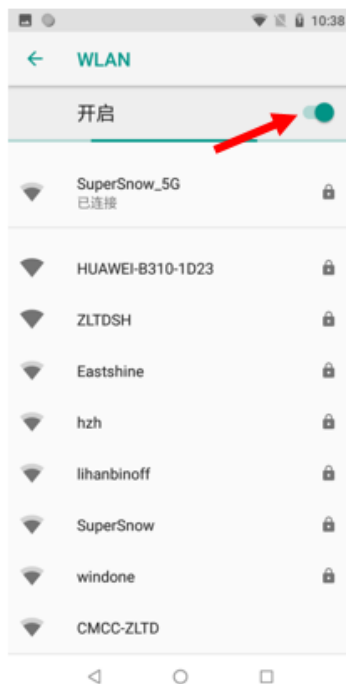 10:38
WLAN
开启
SuperSnow_5G
已连接
HUAWEI-B310-1D23
ZLTDSH
Eastshine
hzh
lihanbinoff
SuperSnow
windone
CMCC-ZLTD